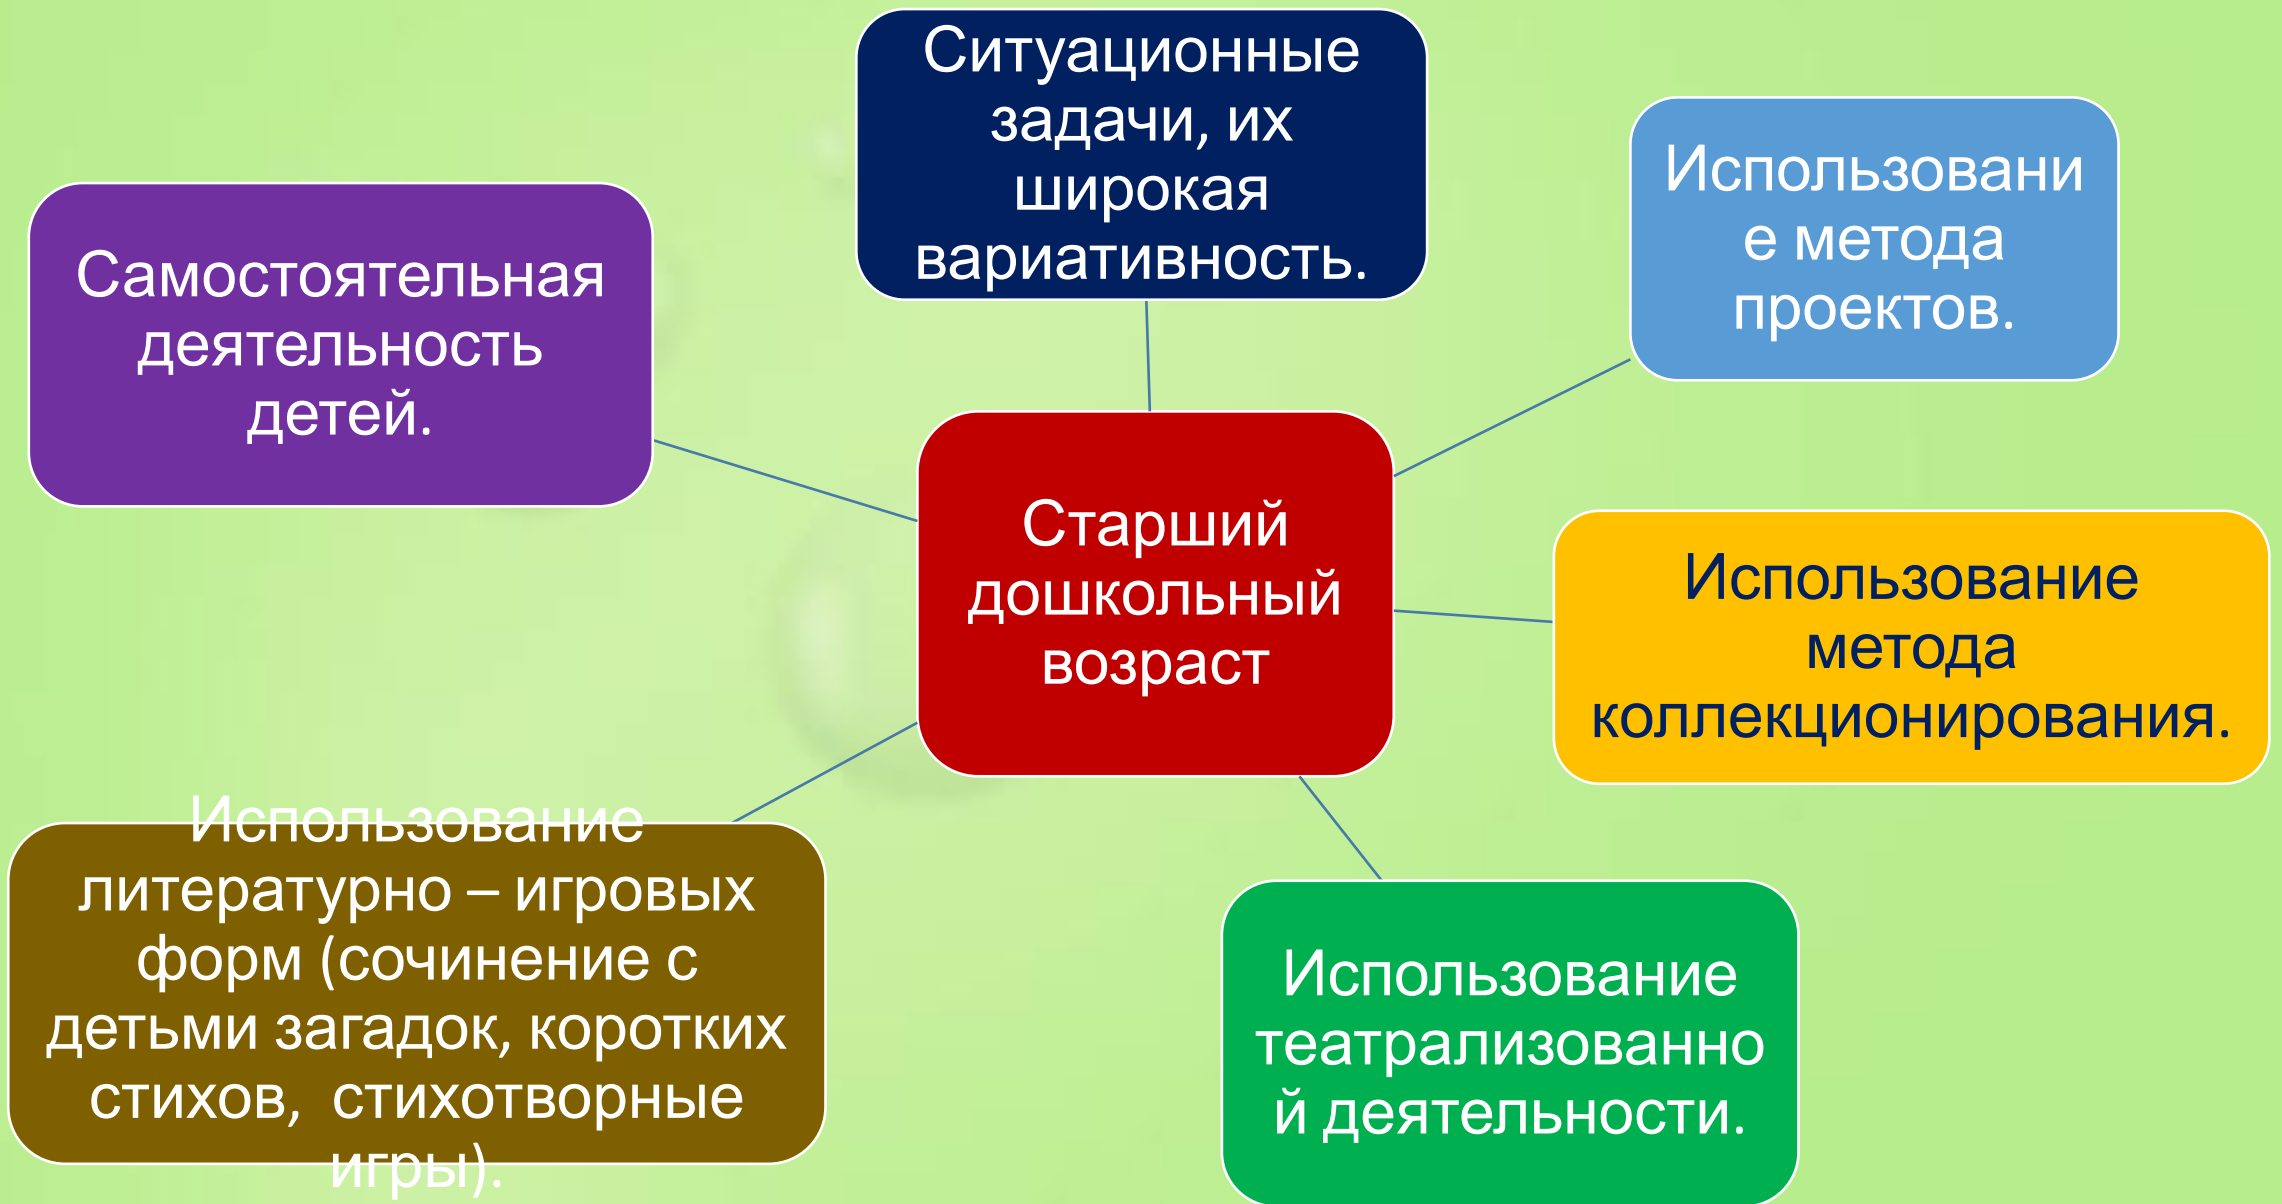 Ситуационные
задачи, их
широкая
вариативность.
Использовани
е метода
проектов.
Самостоятельная
деятельность
детей.
Старший
дошкольный
возраст
Использование
метода
коллекционирования.
Использование
литературно – игровых
форм (сочинение с
детьми загадок, коротких
стихов,  стихотворные
игры).
Использование
театрализованно
й деятельности.